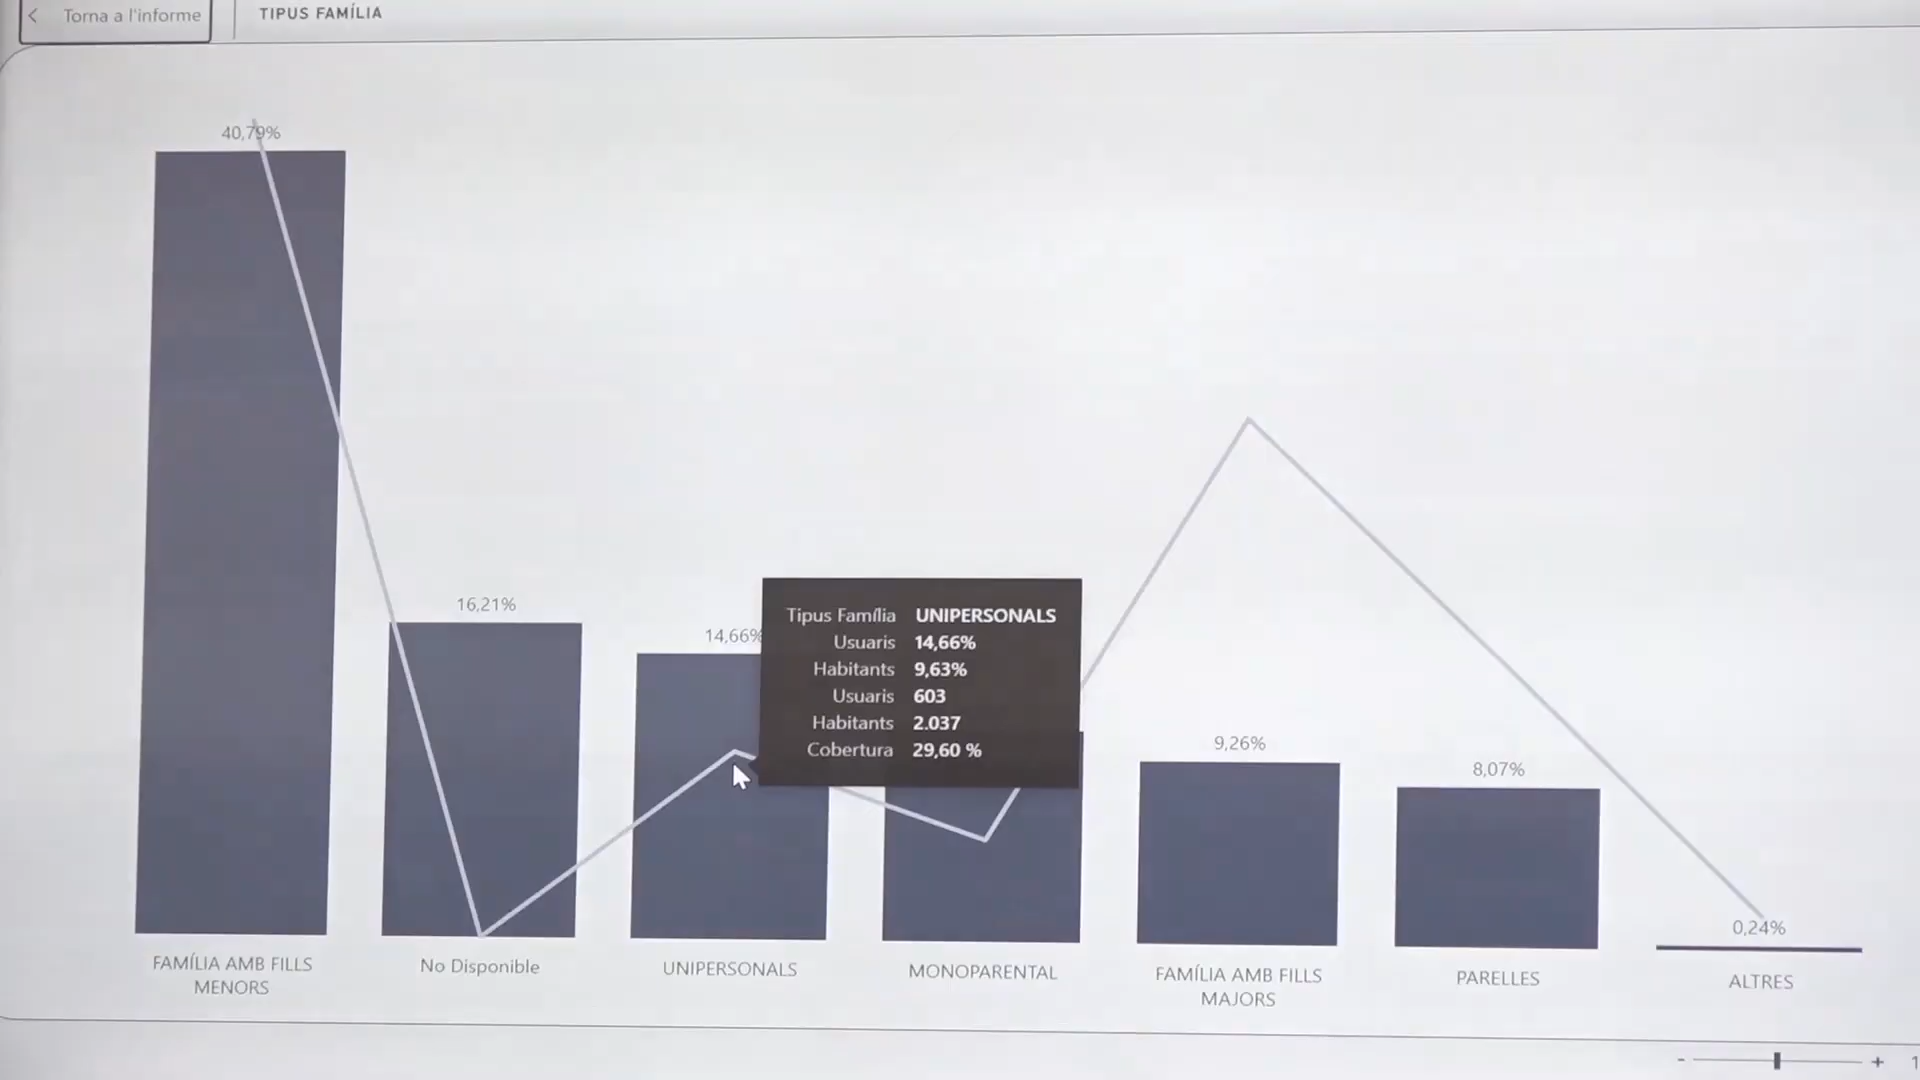 Torna a l'informe
TIPUS FAMÍLIA
40,79%
16,21%
14,66%
Tipus Família UNIPERSONALS
Usuaris 14,66%
Habitants 9,63%
Usuaris 603
Habitants 2.037
Cobertura 29,60 %
9,26%
8,07%
0,24%
FAMÍLIA AMB FILLS
MENORS
No Disponible
UNIPERSONALS
MONOPARENTAL
FAMÍLIA AMB FILLS
MAJORS
PARELLES
ALTRES